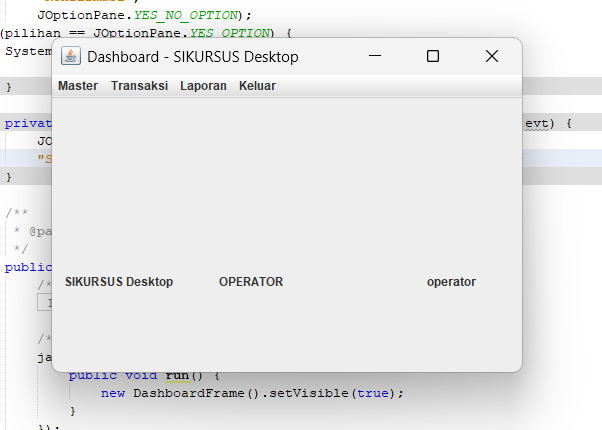 JOptionPane.YES_NO_OPTION);
(pilihan == JOptionPane.YES_OPTION) {
System
Dashboard - SIKURSUS Desktop
Master Transaksi Laporan Keluar
}
privat evt) {
JO
"S
}
/**
* @pa
*/
SIKURSUS Desktop OPERATOR operator
public
/*
/*
ja
public void run() {
new DashboardFrame().setVisible(true);
}
});